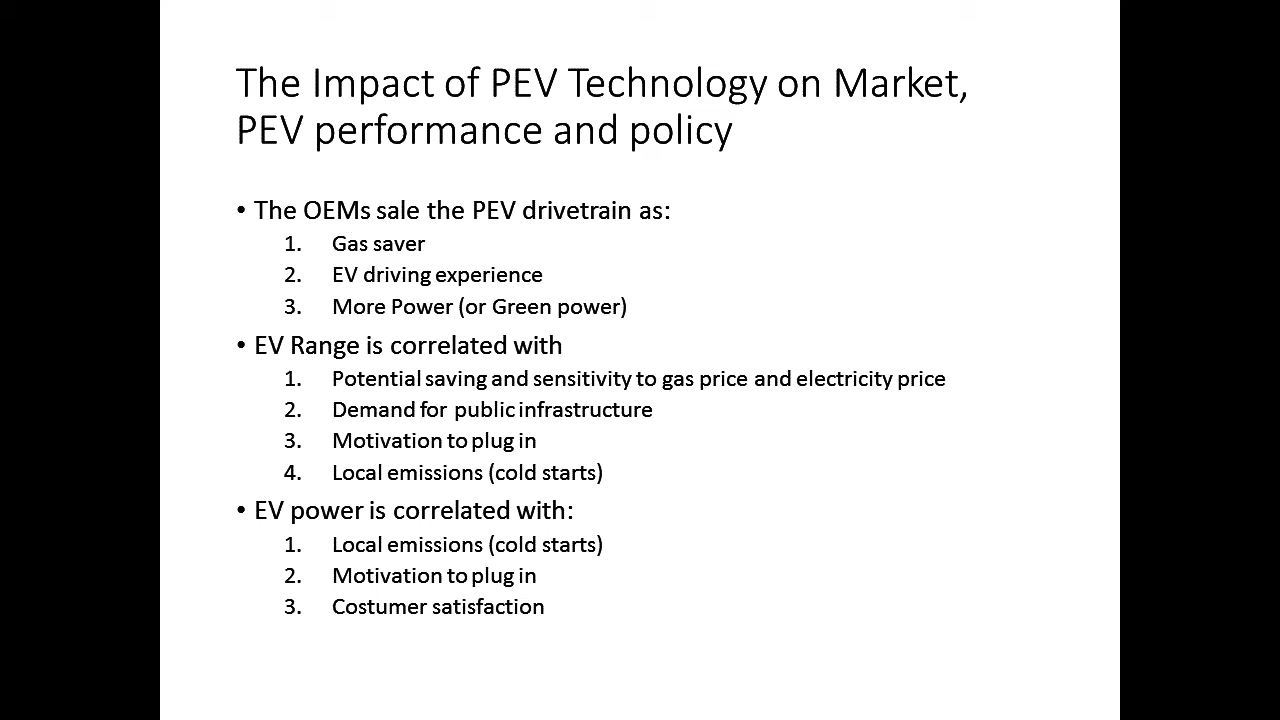 The Impact of PEV Technology on Market,
PEV performance and policy
• The OEMs sale the PEV drivetrain as:
1. Gas saver
2. EV driving experience
3. More Power (or Green power)
• EV Range is correlated with
1. Potential saving and sensitivity to gas price and electricity price
2. Demand for public infrastructure
3. Motivation to plug in
4. Local emissions (cold starts)
• EV power is correlated with:
1. Local emissions (cold starts)
2. Motivation to plug in
3. Costumer satisfaction